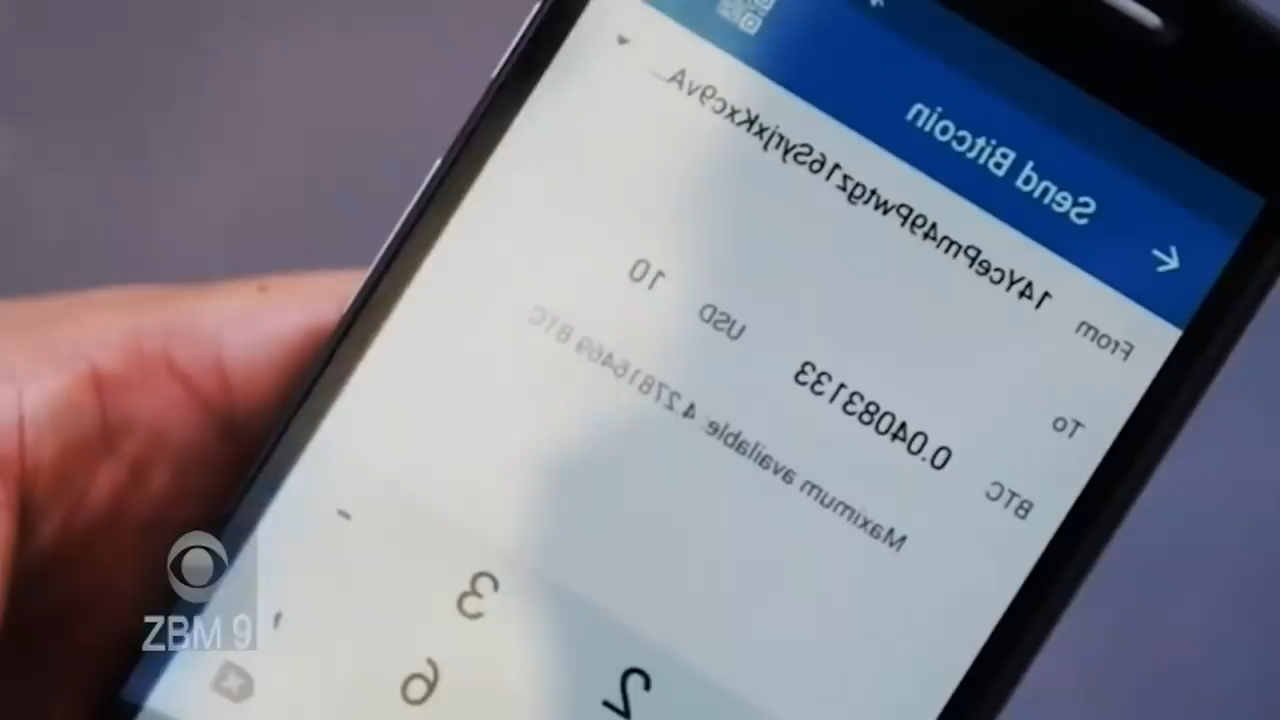 Send Bitcoin
From 14YcePm49Pwtgz16SyrjxKxc9vA...
To
BTC 0.04083133 USD 10
Maximum available: 4.27816469 BTC
2 3 -
6 ,
ZBM 9